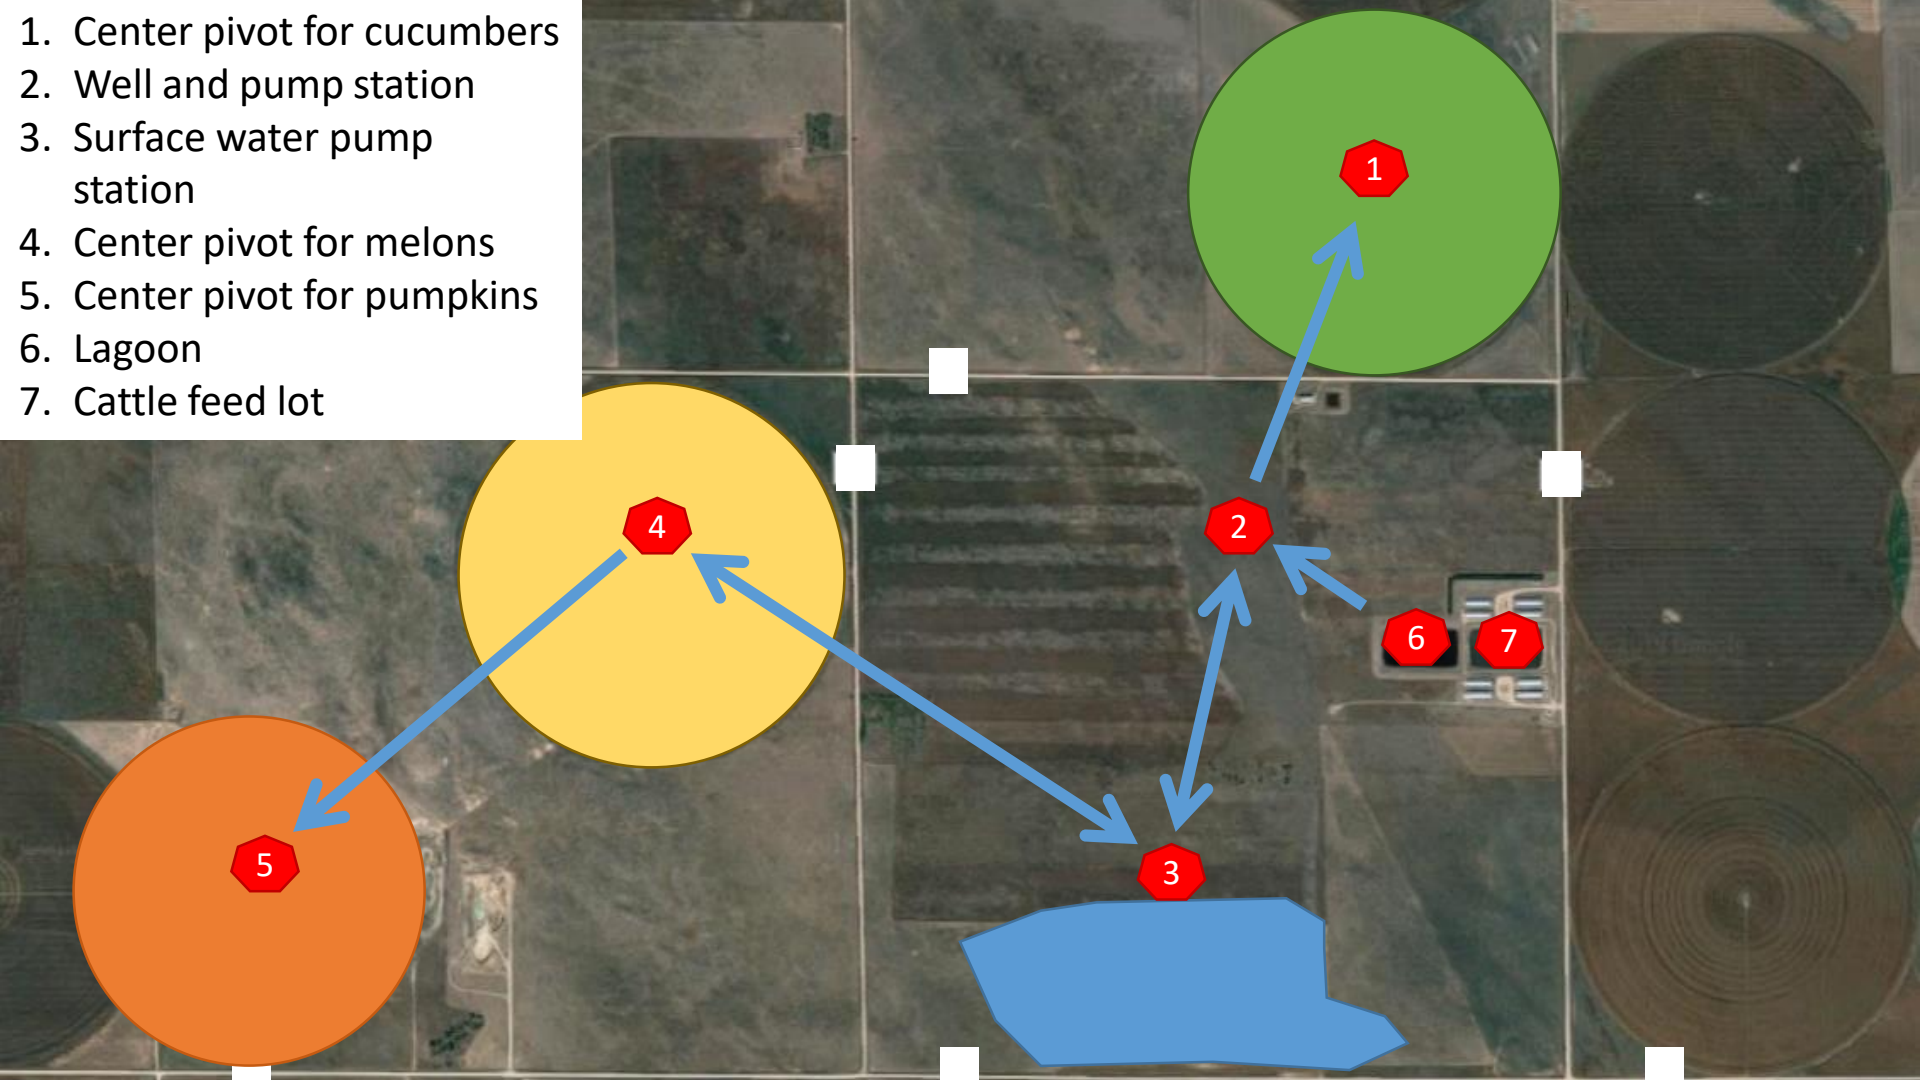 1. Center pivot for cucumbers
2. Well and pump station
3. Surface water pump
station
4. Center pivot for melons
5. Center pivot for pumpkins
6. Lagoon
7. Cattle feed lot
1
2
4
6
7
5
3